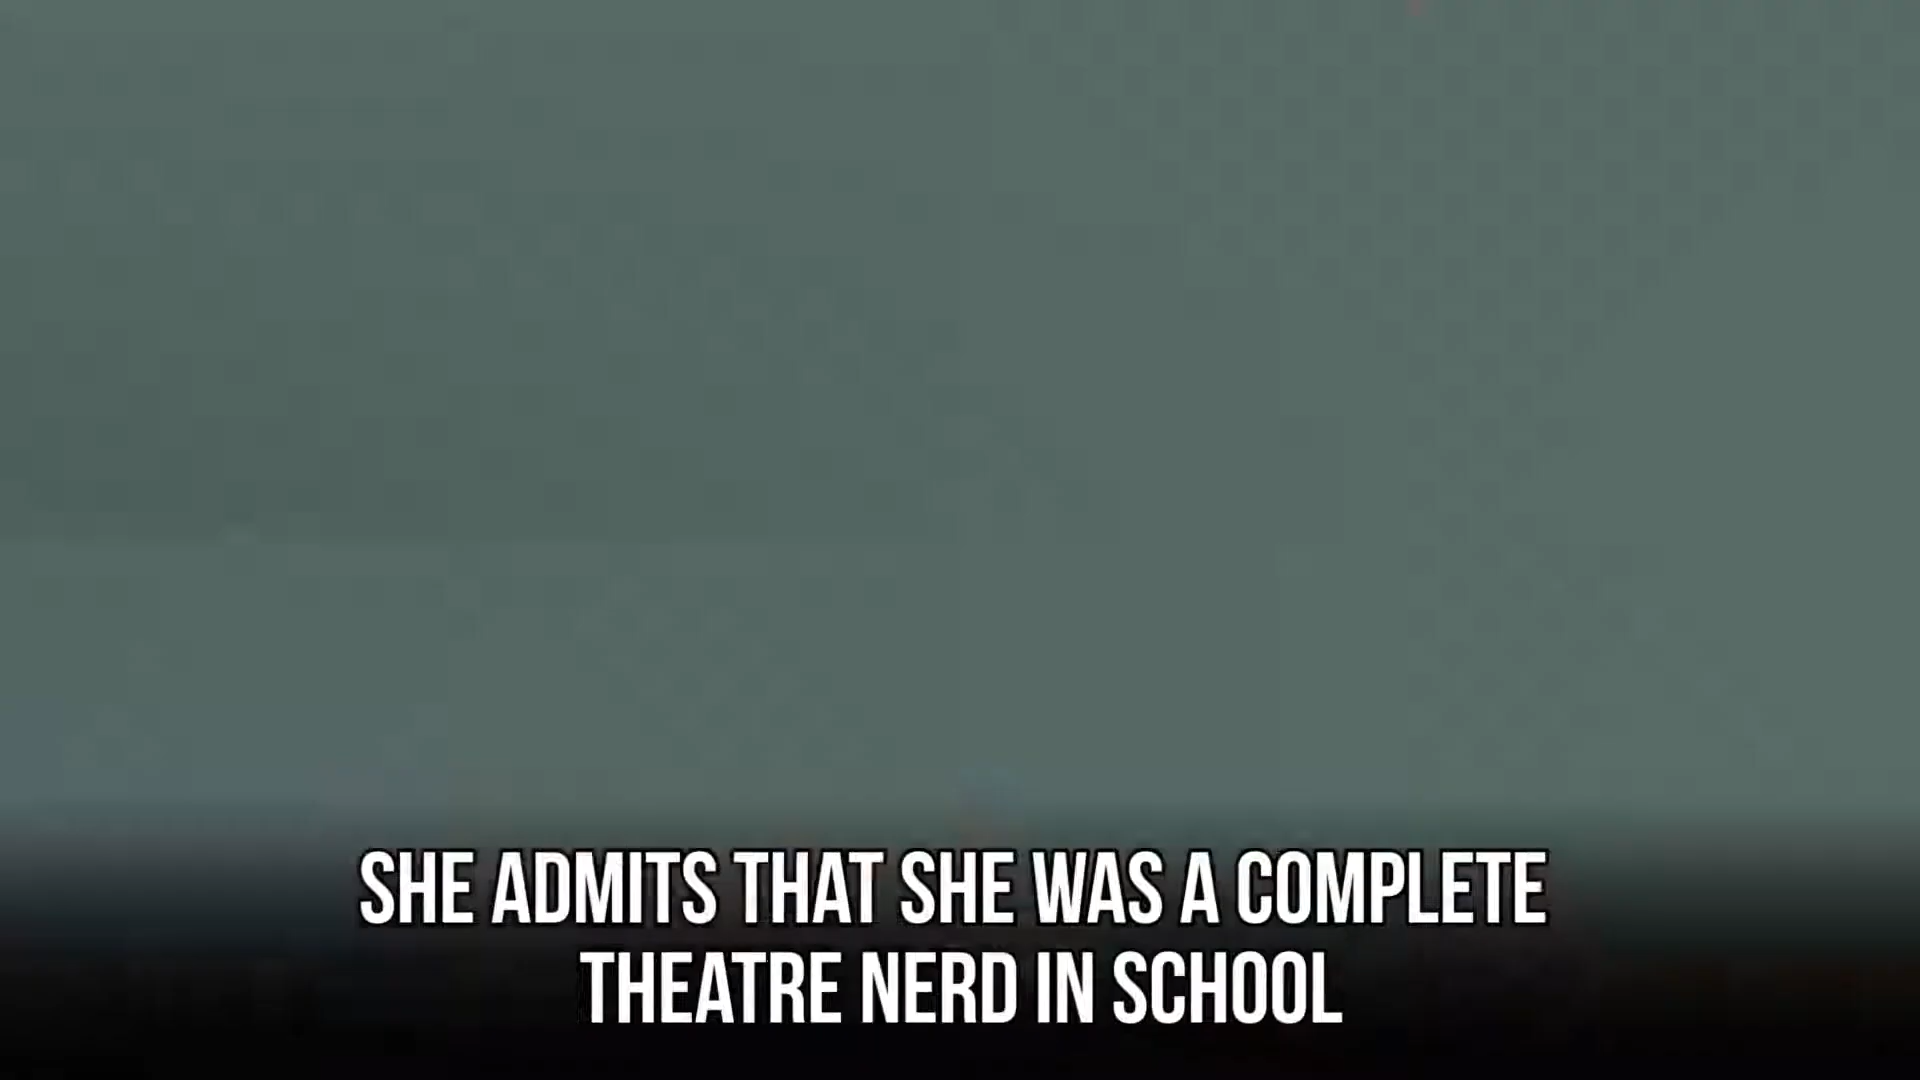 SHE ADMITS THAT SHE WAS A COMPLETE
THEATRE NERD IN SCHOOL